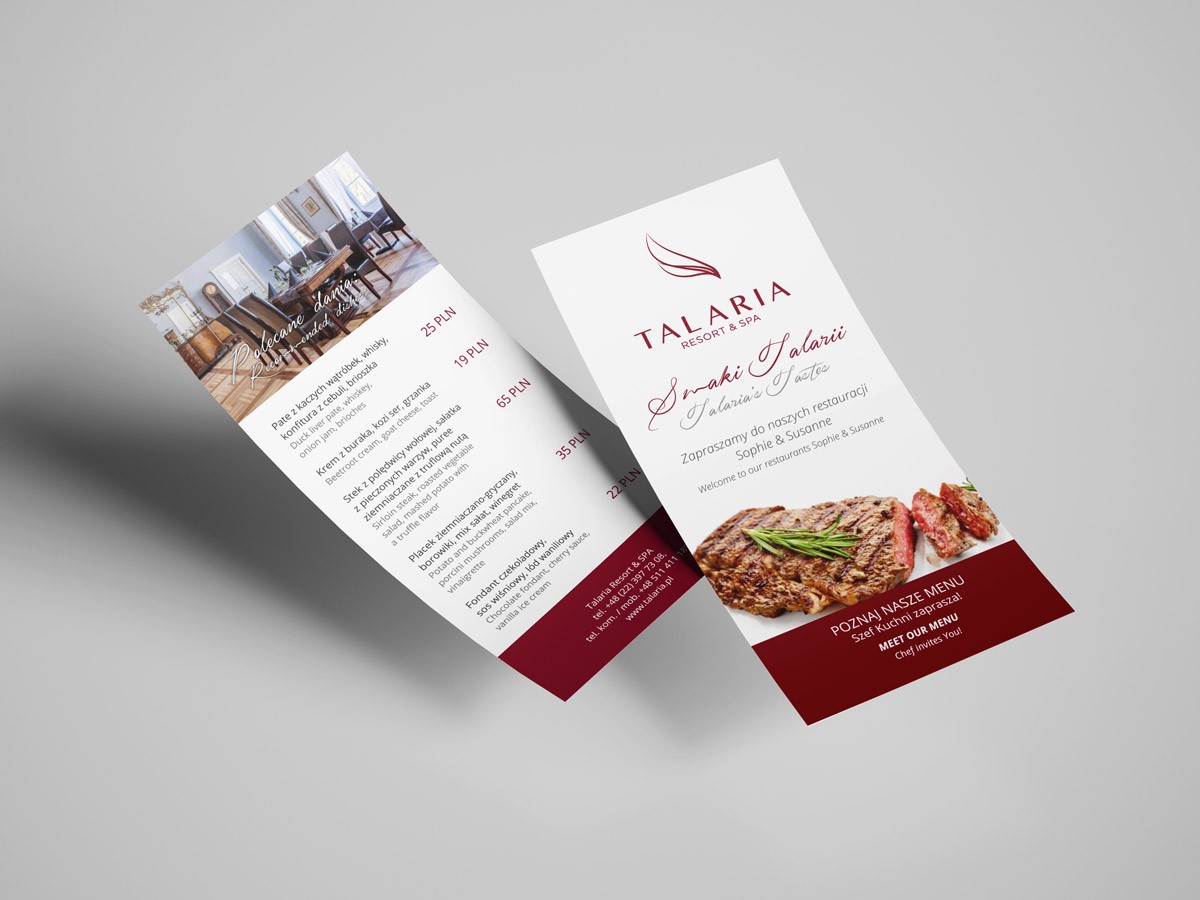 Polecane dania:
Recommended dishes
Pate z kaczych wątróbek, whisky,
konfitura z cebuli, brioszka
Duck liver pate, whiskey,
onion jam, brioches
25 PLN
Krem z buraka, kozi ser, grzanka
Beetroot cream, goat cheese, toast
19 PLN
Stek z polędwicy wołowej, sałatka
z pieczonych warzyw, puree
ziemniaczane z truflową nutą
Sirloin steak, roasted vegetable
salad, mashed potato with
a truffle flavor
65 PLN
Placek ziemniaczano-gryczany,
borowiki, mix sałat, winegret
Potato and buckwheat pancake,
porcini mushrooms, salad mix,
vinaigrette
35 PLN
Fondant czekoladowy,
sos wiśniowy, lód waniliowy
Chocolate fondant, cherry sauce,
vanilla ice cream
22 PLN
Talaria Resort & SPA
tel. +48 (22) 397 73 08,
tel. kom. / mob. +48 511 411
www.talaria.pl
TALARIA
RESORT & SPA
Smaki Talarii
Talaria's Tastes
Zapraszamy do naszych restauracji
Sophie & Susanne
Welcome to our restaurants Sophie & Susanne
POZNAJ NASZE MENU
Szef Kuchni zaprasza!
MEET OUR MENU
Chef invites You!